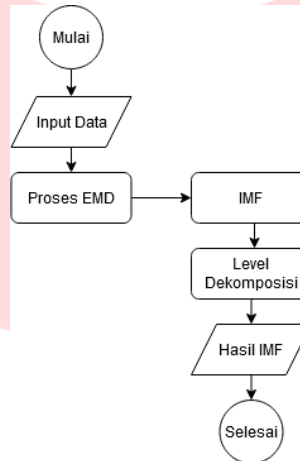 Mulai
Input Data
Proses EMD
IMF
Level
Dekomposisi
Hasil IMF
Selesai